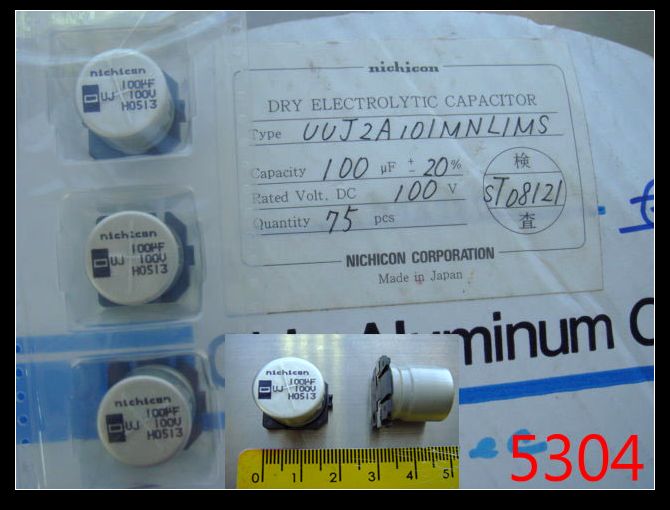 nichicon
100µF
UJ 100V
H0513
nichicon
100µF
UJ 100V
H0513
nichicon
100µF
UJ 100V
H0513
nichicon
DRY ELECTROLYTIC CAPACITOR
Type UUJ2A101MNL1MS
Capacity 100 µF ± 20%
Rated Volt. DC 100 V
Quantity 75 pcs
検
STD8121
査
NICHICON CORPORATION
Made in Japan
Aluminum
nichicon
100µF
UJ 100V
H0513
0 1 2 3 4 5
5304